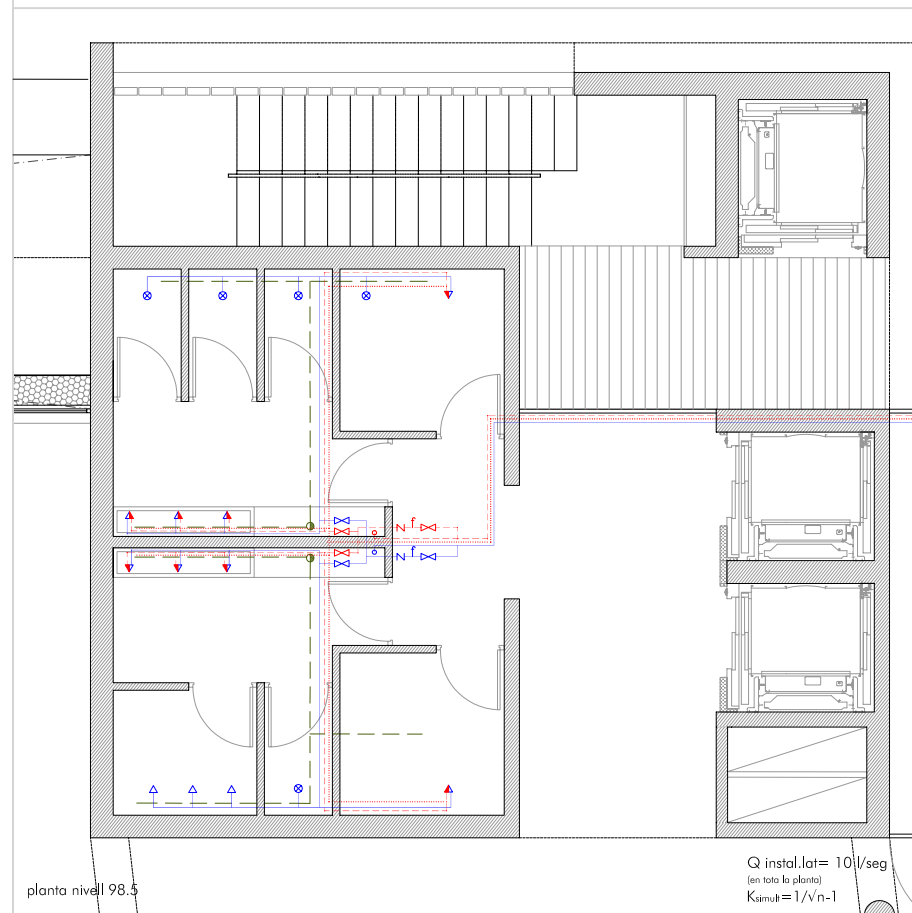 N f
N f
planta nivell 98.5
Q instal.lat= 10 l/seg
(en tota la planta)
Ksimult=1/√n-1